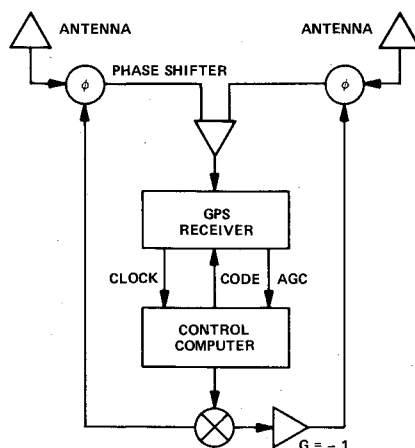 ANTENNA
ANTENNA
ϕ
PHASE SHIFTER
ϕ
GPS
RECEIVER
CLOCK
CODE
AGC
CONTROL
COMPUTER
G = - 1